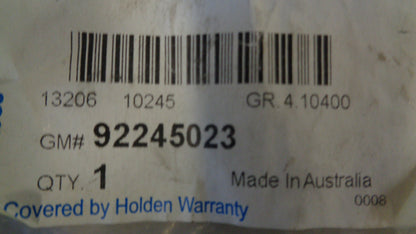 13206 10245 GR. 4.10400
GM# 92245023
QTY. 1 Made In Australia
0008
Covered by Holden Warranty